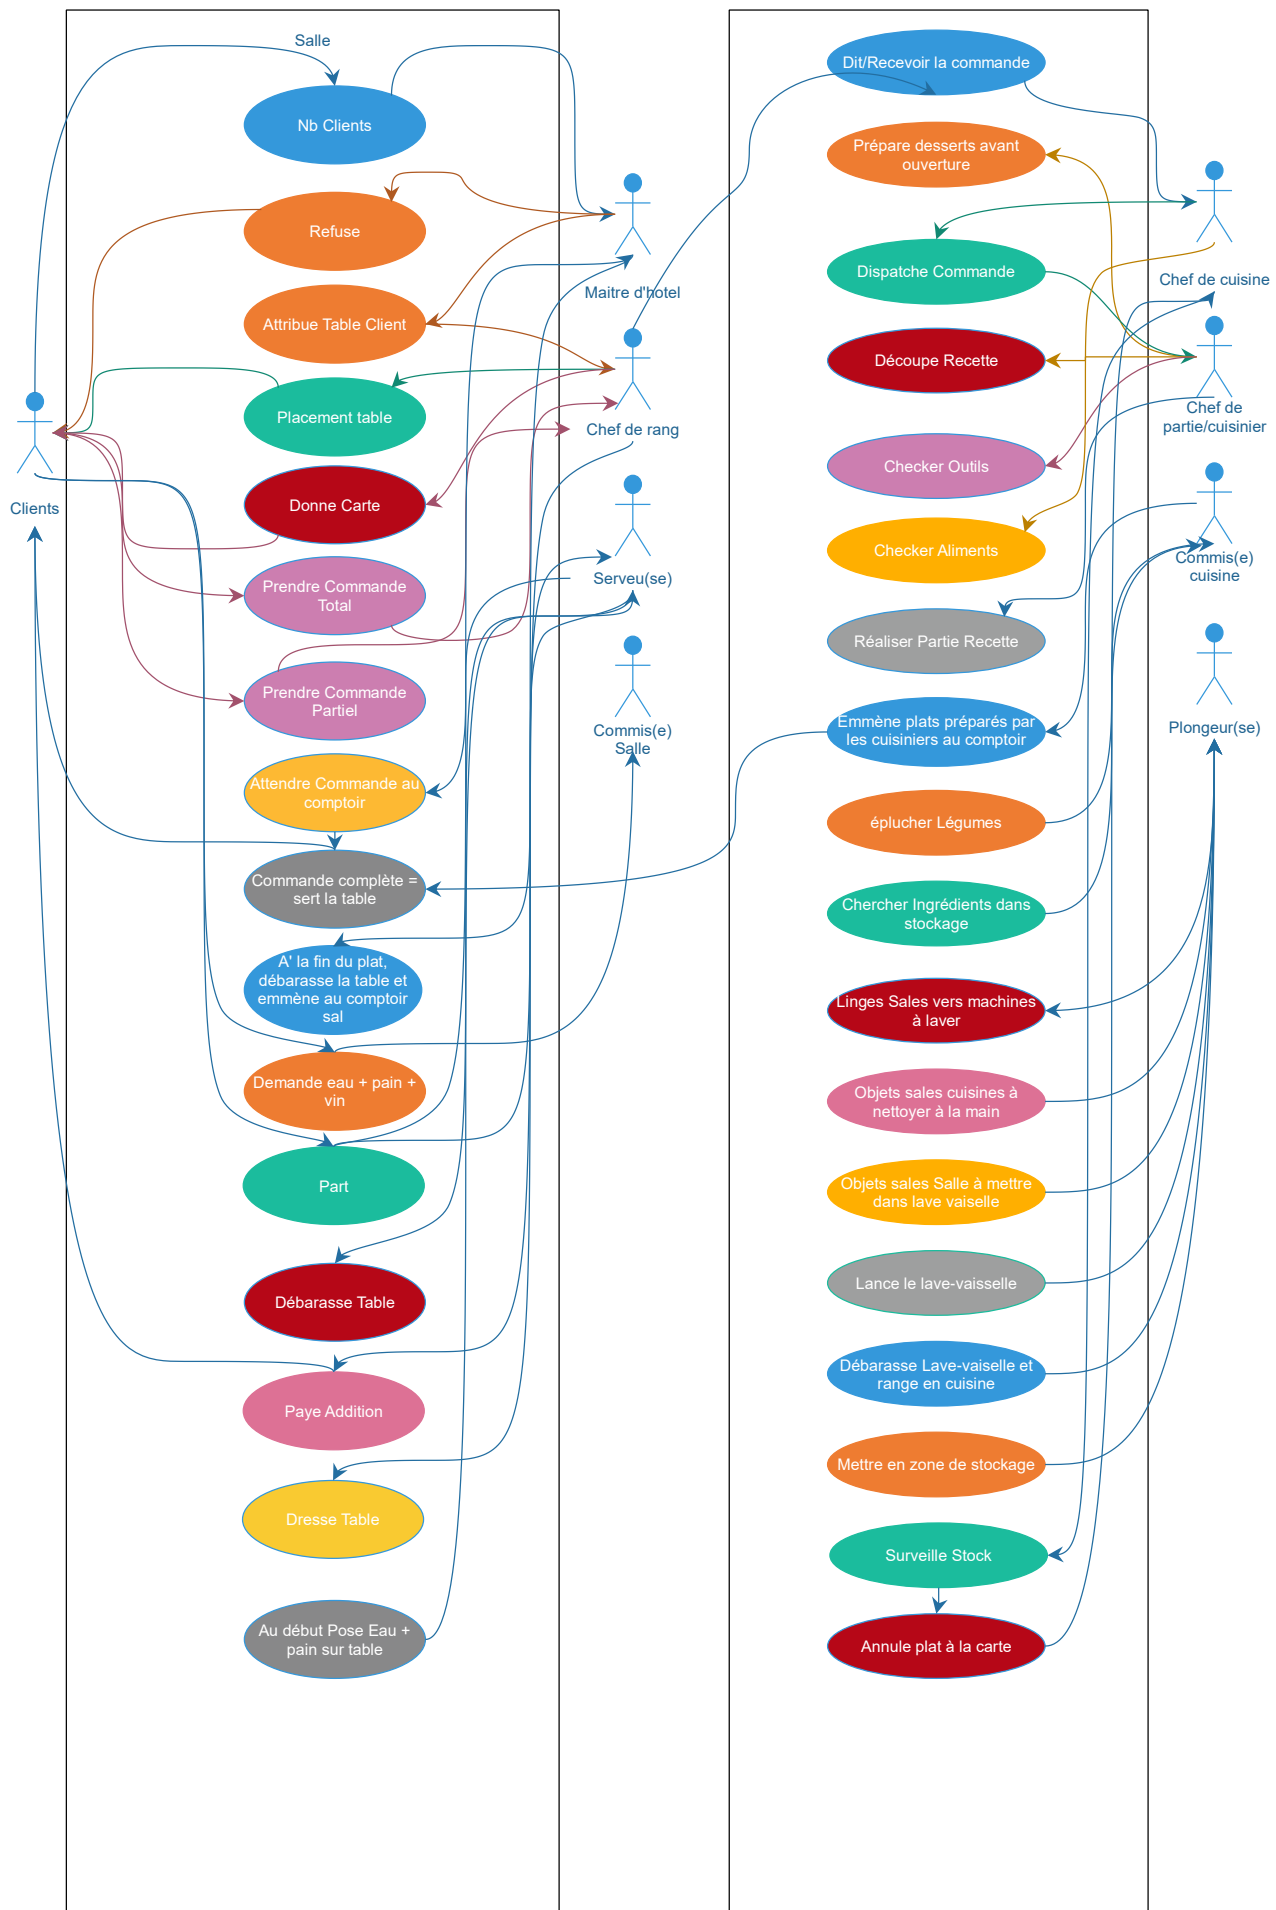 Salle
Nb Clients
Refuse
Attribue Table Client
Placement table
Donne Carte
Prendre Commande
Total
Prendre Commande
Partiel
Attendre Commande au
comptoir
Commande complète =
sert la table
A' la fin du plat,
débarasse la table et
emmène au comptoir
sal
Demande eau + pain +
vin
Part
Débarasse Table
Paye Addition
Dresse Table
Au début Pose Eau +
pain sur table
Clients
Maitre d'hotel
Chef de rang
Serveu(se)
Commis(e)
Salle
Dit/Recevoir la commande
Prépare desserts avant
ouverture
Dispatche Commande
Découpe Recette
Checker Outils
Checker Aliments
Réaliser Partie Recette
Emmène plats préparés par
les cuisiniers au comptoir
éplucher Légumes
Chercher Ingrédients dans
stockage
Linges Sales vers machines
à laver
Objets sales cuisines à
nettoyer à la main
Objets sales Salle à mettre
dans lave vaiselle
Lance le lave-vaisselle
Débarasse Lave-vaiselle et
range en cuisine
Mettre en zone de stockage
Surveille Stock
Annule plat à la carte
Chef de cuisine
Chef de
partie/cuisinier
Commis(e)
cuisine
Plongeur(se)